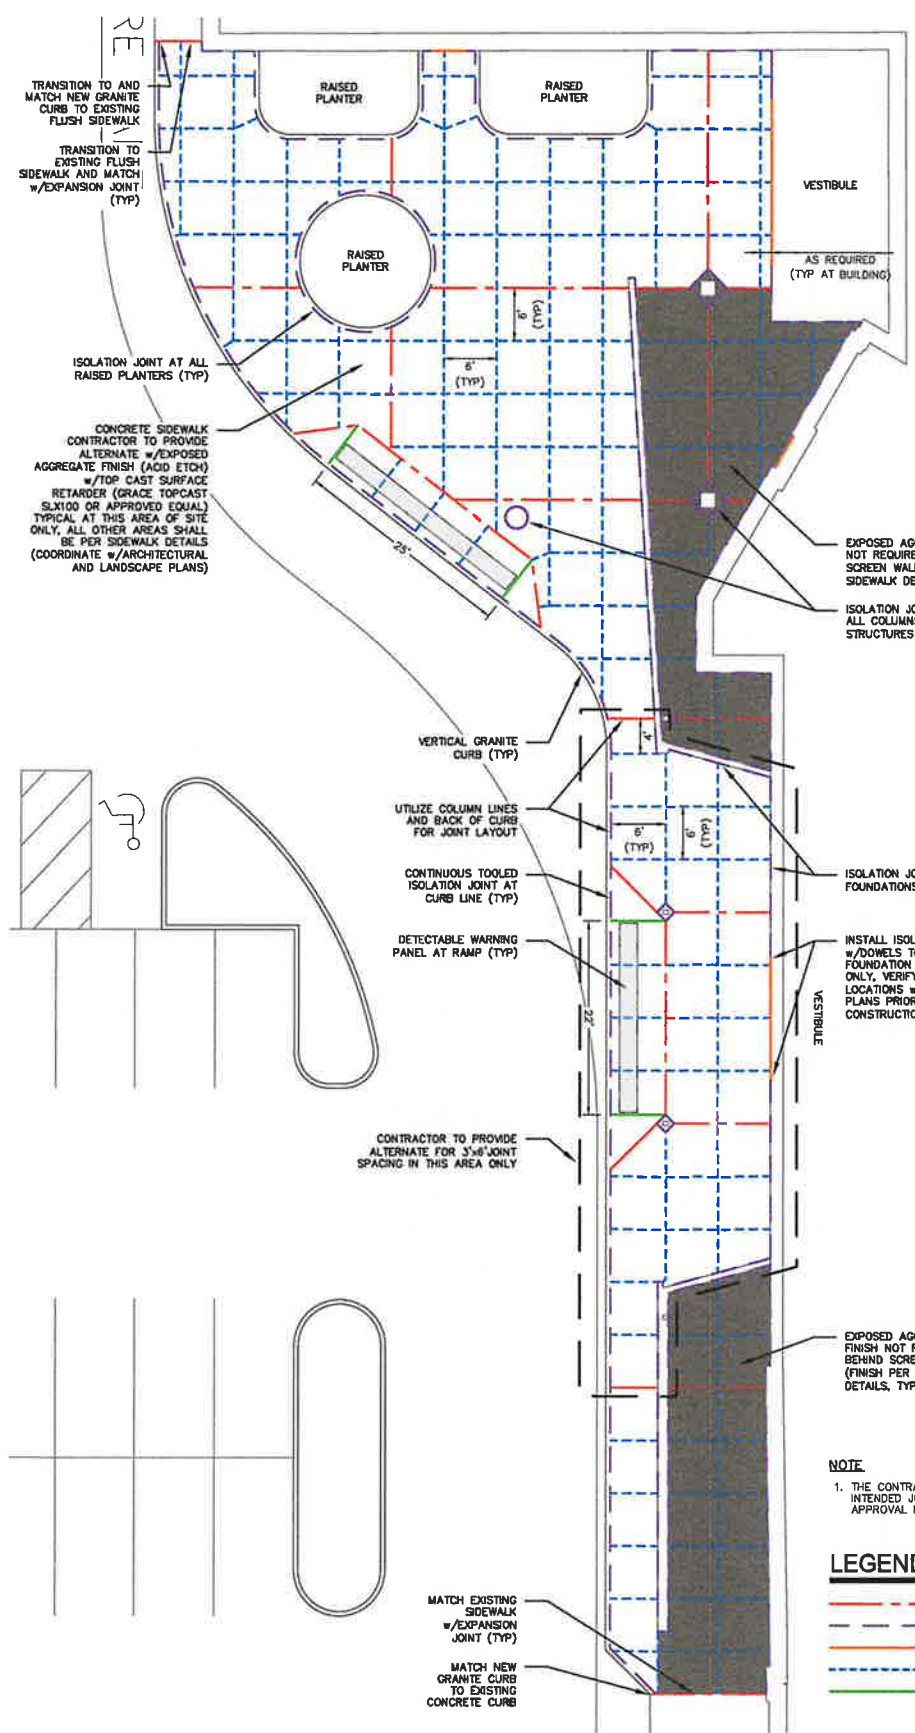 RE
TRANSITION TO AND
MATCH NEW GRANITE
CURB TO EXISTING
FLUSH SIDEWALK
TRANSITION TO
EXISTING FLUSH
SIDEWALK AND MATCH
w/EXPANSION JOINT
(TYP)
RAISED
PLANTER
RAISED
PLANTER
VESTIBULE
RAISED
PLANTER
AS REQUIRED
(TYP AT BUILDING)
6'
(TYP)
6'
(TYP)
ISOLATION JOINT AT ALL
RAISED PLANTERS (TYP)
CONCRETE SIDEWALK
CONTRACTOR TO PROVIDE
ALTERNATE w/EXPOSED
AGGREGATE FINISH (ACID ETCH)
w/TOP CAST SURFACE
RETARDER (GRACE TOPCAST
SLX100 OR APPROVED EQUAL)
TYPICAL AT THIS AREA OF SITE
ONLY, ALL OTHER AREAS SHALL
BE PER SIDEWALK DETAILS
(COORDINATE w/ARCHITECTURAL
AND LANDSCAPE PLANS)
25'
EXPOSED AG
NOT REQUIRE
SCREEN WAL
SIDEWALK DE
ISOLATION JO
ALL COLUMN
STRUCTURES
VERTICAL GRANITE
CURB (TYP)
4'
UTILIZE COLUMN LINES
AND BACK OF CURB
FOR JOINT LAYOUT
6'
(TYP)
6'
(TYP)
CONTINUOUS TOOLED
ISOLATION JOINT AT
CURB LINE (TYP)
ISOLATION JO
FOUNDATIONS
DETECTABLE WARNING
PANEL AT RAMP (TYP)
INSTALL ISOL
w/DOWELS TO
FOUNDATION
ONLY, VERIFY
LOCATIONS w
PLANS PRIOR
CONSTRUCTIO
22'
VESTIBULE
CONTRACTOR TO PROVIDE
ALTERNATE FOR 3'x6'JOINT
SPACING IN THIS AREA ONLY
EXPOSED AGG
FINISH NOT R
BEHIND SCRE
(FINISH PER
DETAILS, TYP
NOTE
1. THE CONTRA
INTENDED J
APPROVAL
LEGEND
MATCH EXISTING
SIDEWALK
w/EXPANSION
JOINT (TYP)
MATCH NEW
GRANITE CURB
TO EXISTING
CONCRETE CURB